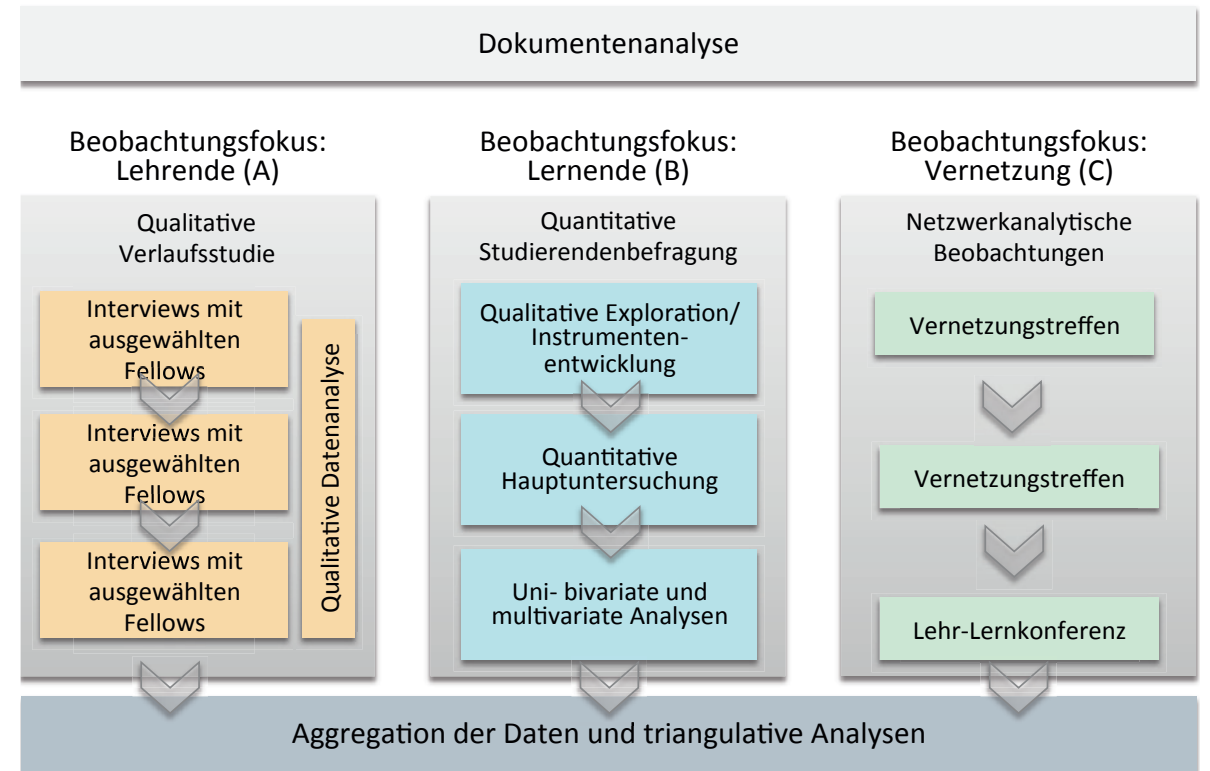 Dokumentenanalyse
Beobachtungsfokus:
Lehrende (A)
Qualitative
Verlaufsstudie
Interviews mit
ausgewählten
Fellows
Interviews mit
ausgewählten
Fellows
Interviews mit
ausgewählten
Fellows
Qualitative Datenanalyse
Beobachtungsfokus:
Lernende (B)
Quantitative
Studierendenbefragung
Qualitative Exploration/
Instrumenten-
entwicklung
Quantitative
Hauptuntersuchung
Uni- bivariate und
multivariate Analysen
Beobachtungsfokus:
Vernetzung (C)
Netzwerkanalytische
Beobachtungen
Vernetzungstreffen
Vernetzungstreffen
Lehr-Lernkonferenz
Aggregation der Daten und triangulative Analysen